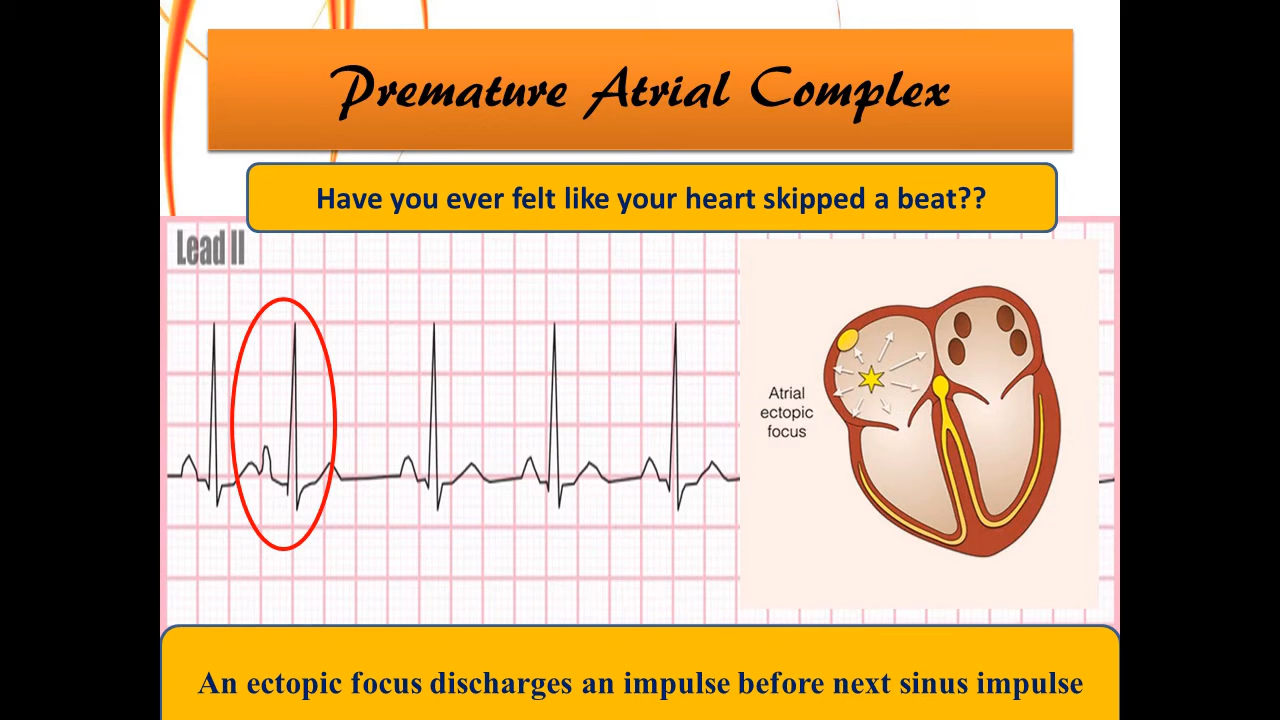 Premature Atrial Complex
Have you ever felt like your heart skipped a beat??
Lead II
Atrial
ectopic
focus
An ectopic focus discharges an impulse before next sinus impulse